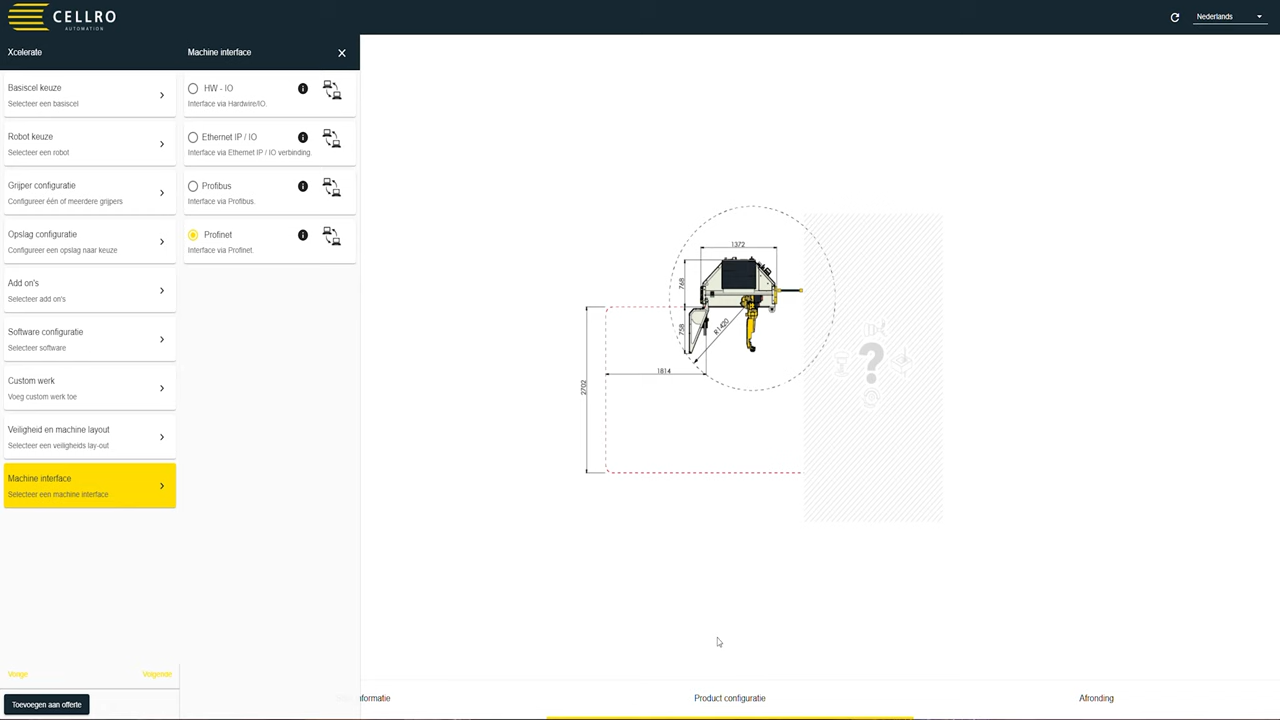 CELLRO
AUTOMATION
Nederlands
Xcelerate
Machine interface
Basiscel keuze
Selecteer een basiscel
Robot keuze
Selecteer een robot
Grijper configuratie
Configureer één of meerdere grijpers
Opslag configuratie
Configureer een opslag naar keuze
Add on's
Selecteer add on's
Software configuratie
Selecteer software
Custom werk
Voeg custom werk toe
Veiligheid en machine layout
Selecteer een veiligheids lay-out
Machine interface
Selecteer een machine interface
HW - IO
Interface via Hardwire/IO.
Ethernet IP / IO
Interface via Ethernet IP / IO verbinding.
Profibus
Interface via Profibus.
Profinet
Interface via Profinet.
1372
768
758
R1420
1814
2702
?
Vorige
Volgende
Toevoegen aan offerte
informatie
Product configuratie
Afronding